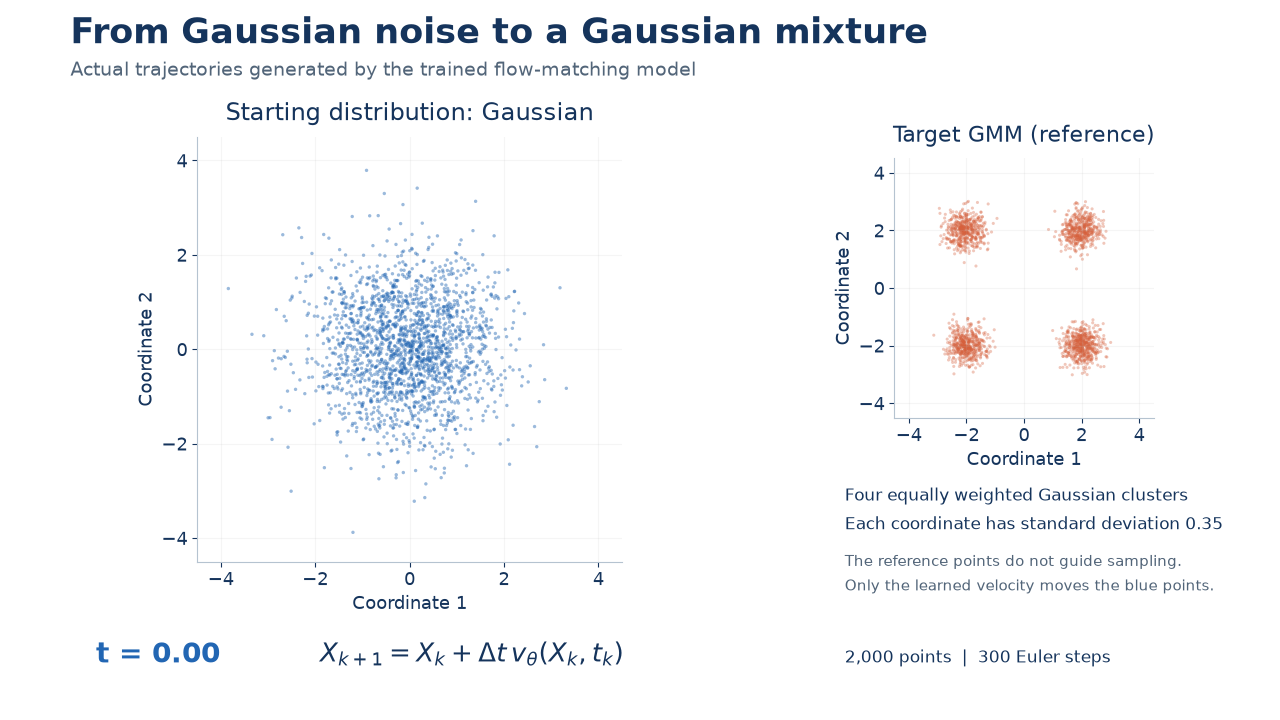 From Gaussian noise to a Gaussian mixture
Actual trajectories generated by the trained flow-matching model
Starting distribution: Gaussian
4
2
0
−2
−4
Coordinate 2
−4 −2 0 2 4
Coordinate 1
Target GMM (reference)
4
2
0
−2
−4
Coordinate 2
−4 −2 0 2 4
Coordinate 1
Four equally weighted Gaussian clusters
Each coordinate has standard deviation 0.35
The reference points do not guide sampling.
Only the learned velocity moves the blue points.
t = 0.00
X_{k+1} = X_k + Δt v_θ(X_k, t_k)
2,000 points | 300 Euler steps